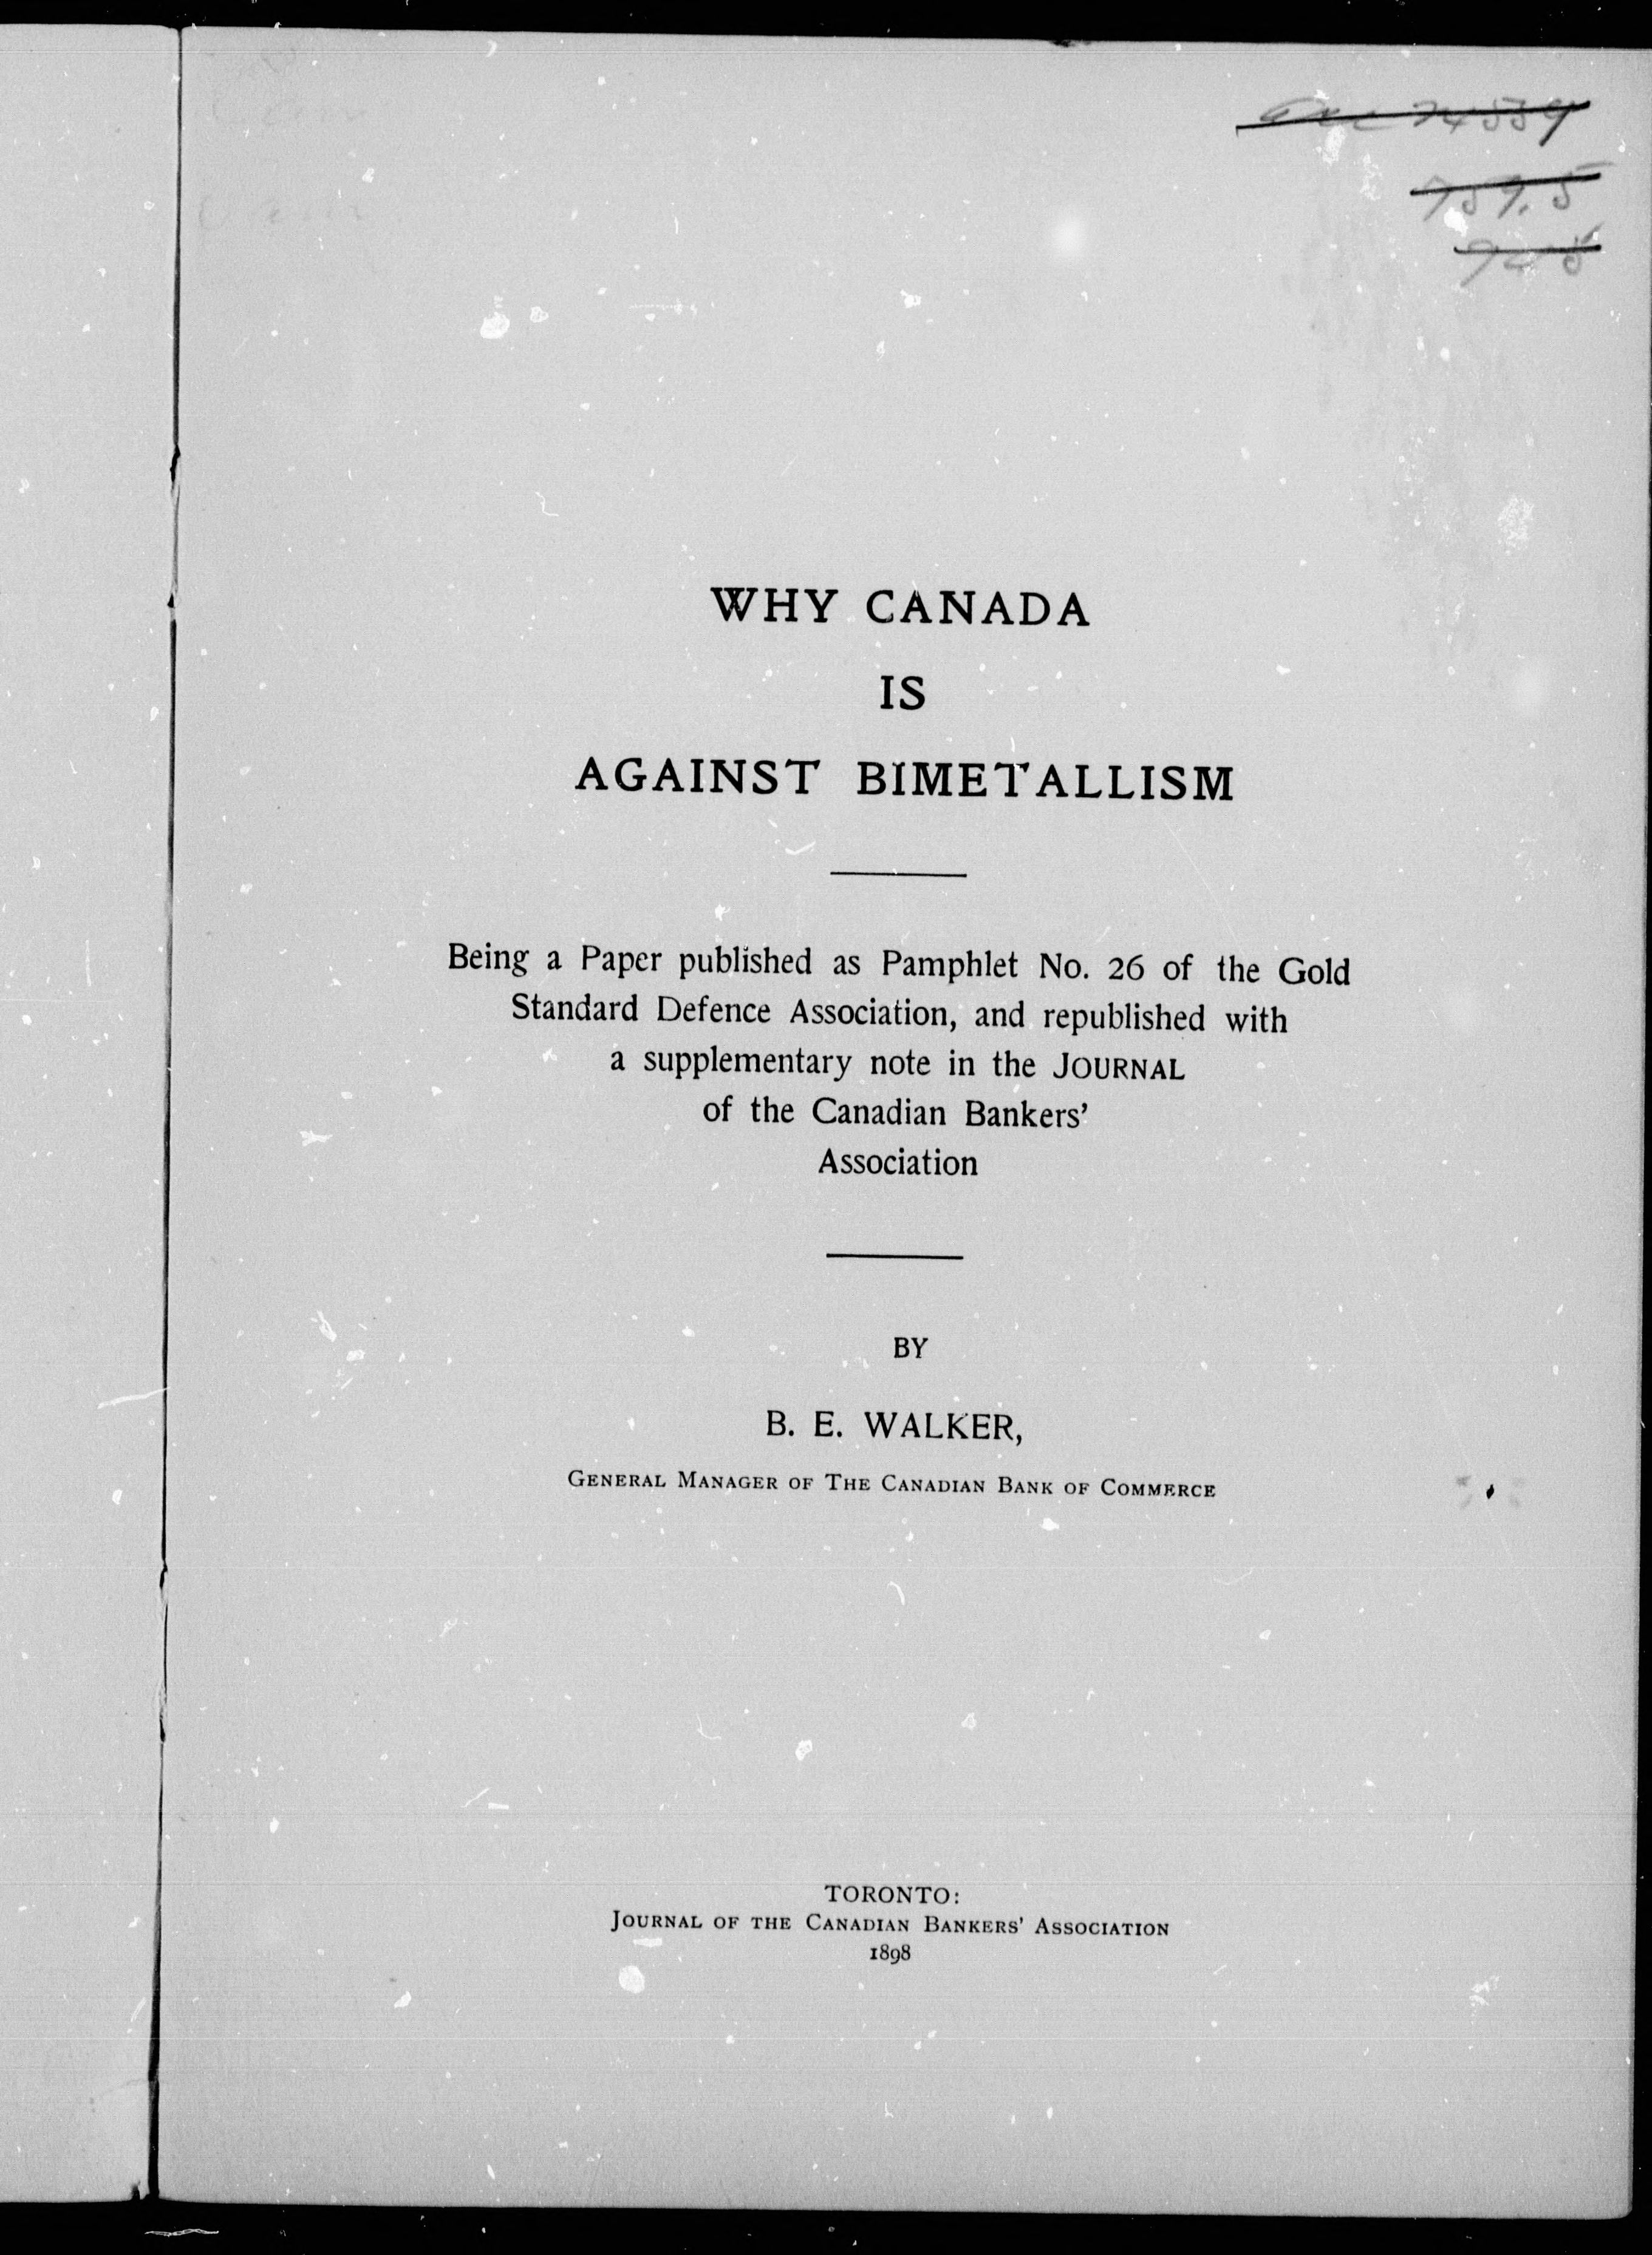 WHY CANADA
IS
AGAINST BIMETALLISM
Being a Paper published as Pamphlet No. 26 of the Gold
Standard Defence Association, and republished with
a supplementary note in the JOURNAL
of the Canadian Bankers'
Association
BY
B. E. WALKER,
GENERAL MANAGER OF THE CANADIAN BANK OF COMMERCE
TORONTO:
JOURNAL OF THE CANADIAN BANKERS' ASSOCIATION
1898